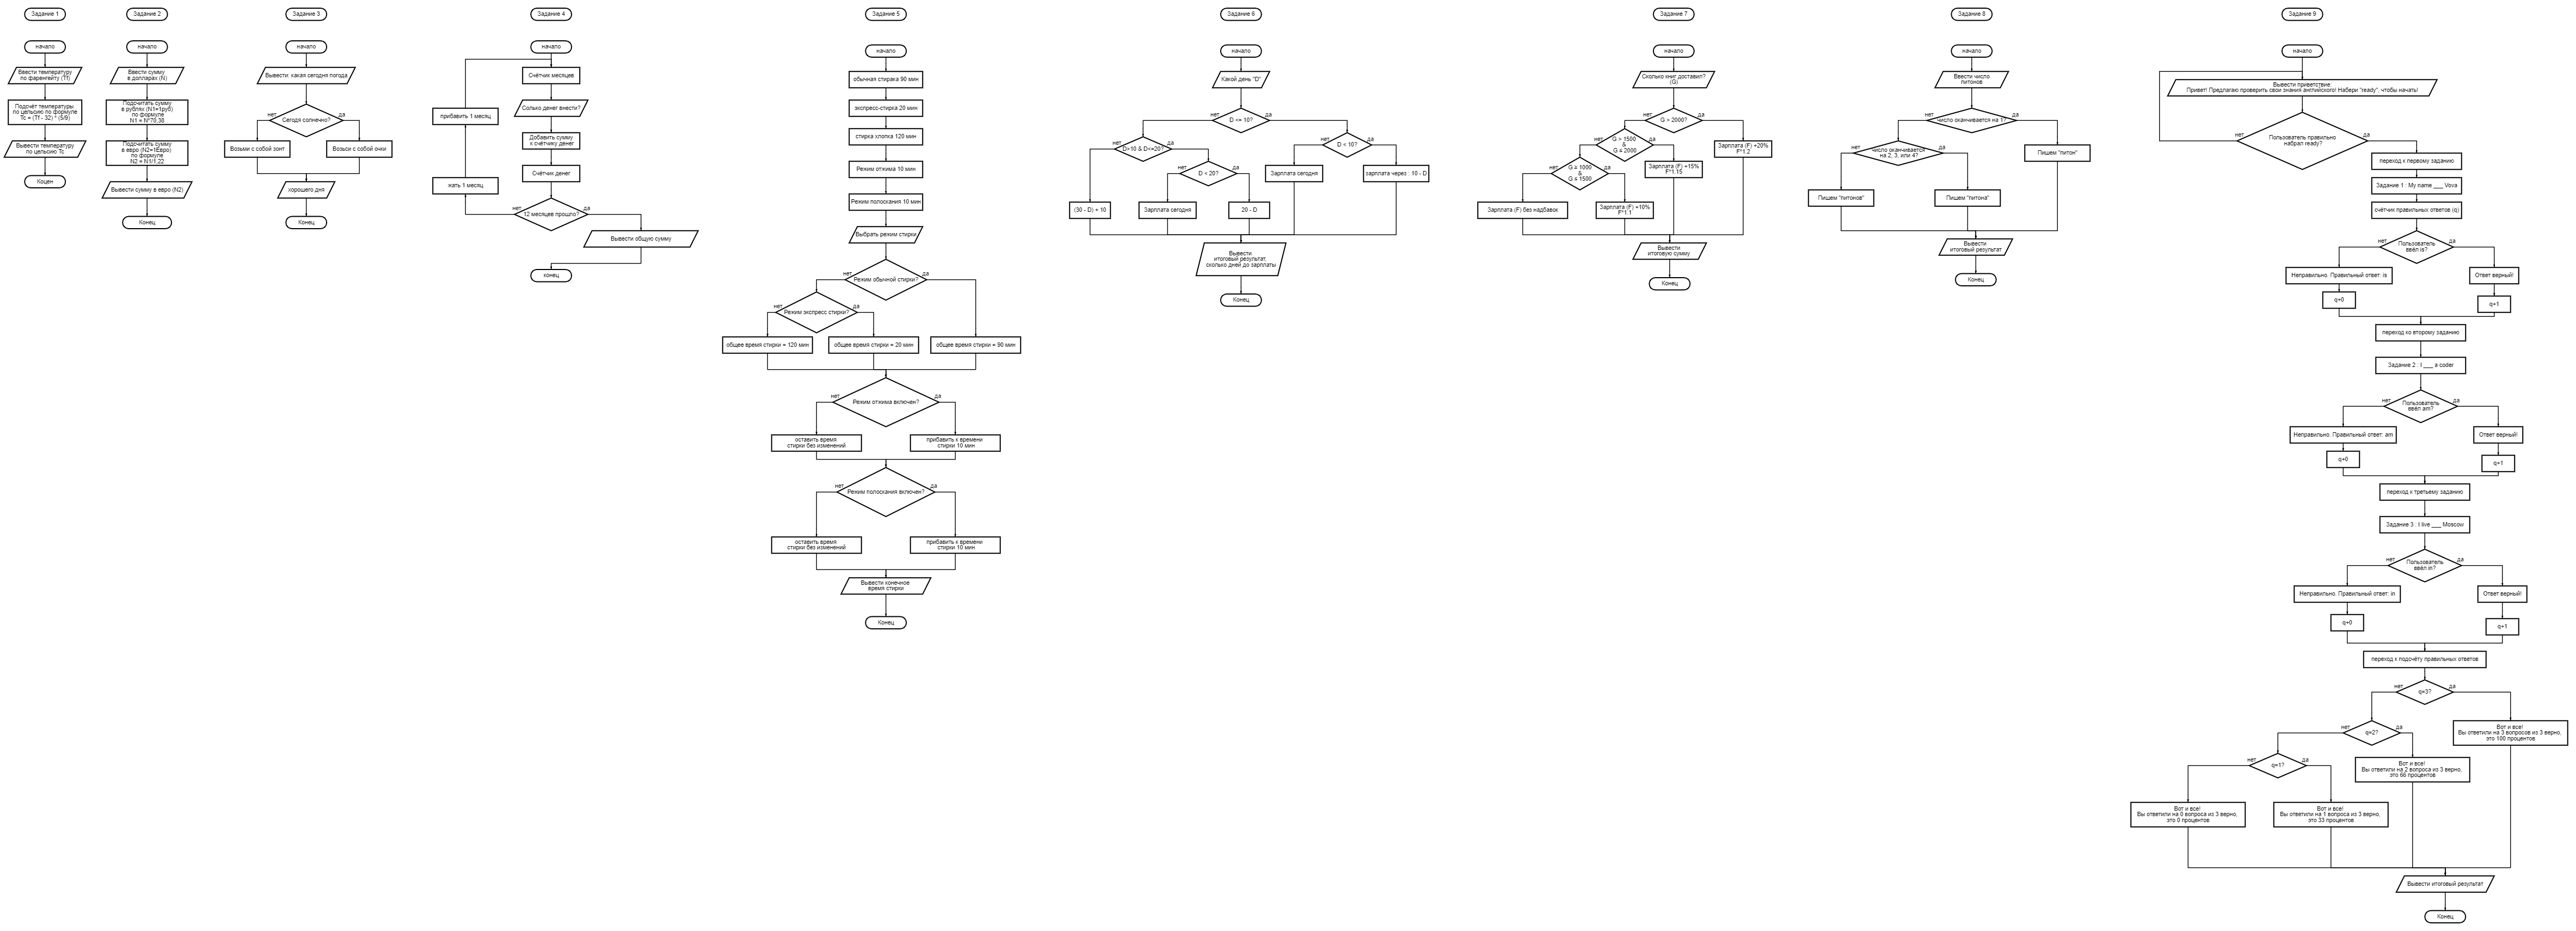 Задание 1
начало
Ввести температуру
по фаренгейту (Tf)
Подсчёт температуры
по цельсию по формуле
Tc = (Tf - 32) * (5/9)
Вывести температуру
по цельсию Tc
Коцен
Задание 2
начало
Ввести сумму
в долларах (N)
Подсчитать сумму
в рублях (N1=1руб)
по формуле
N1 = N*70,38
Подсчитать сумму
в евро (N2=1Евро)
по формуле
N2 = N1/1,22
Вывести сумму в евро (N2)
Конец
Задание 3
начало
Вывести: какая сегодня погода
Сегодя солнечно?
нет
да
Возьми с собой зонт
Возьси с собой очки
хорошего дня
Конец
Задание 4
начало
Счётчик месяцев
Солько денег внести?
прибавить 1 месяц
Добавить сумму
к счётчику денег
Счётчик денег
жать 1 месяц
12 месяцев прошло?
нет
да
Вывести общую сумму
конец
Задание 5
начало
обычная стирака 90 мин
экспресс-стирка 20 мин
стирка хлопка 120 мин
Режим отжима 10 мин
Режим полоскания 10 мин
Выбрать режим стирки
нет
да
Режим обычной стирки?
нет
да
Режим экспресс стирки?
общее время стирки = 120 мин
общее время стирки = 20 мин
общее время стирки = 90 мин
нет
да
Режим отжима включен?
оставить время
стирки без изменений
прибавить к времени
стирки 10 мин
нет
да
Режим полоскания включен?
оставить время
стирки без изменений
прибавить к времени
стирки 10 мин
Вывести конечное
время стирки
Конец
Задание 6
начало
Какой день "D"
нет
да
D <= 10?
нет
да
D>10 & D<=20?
нет
да
D < 10?
нет
да
D < 20?
Зарплата сегодня
зарплата через : 10 - D
(30 - D) + 10
Зарплата сегодня
20 - D
Вывести
итоговый результат,
сколько дней до зарплаты
Конец
Задание 7
начало
Сколько книг доставил?
(G)
нет
да
G > 2000?
нет
да
G > 1500
&
G ≤ 2000
Зарплата (F) +20%
F*1.2
нет
да
G ≥ 1000
&
G ≤ 1500
Зарплата (F) +15%
F*1.15
Зарплата (F) без надбавок
Зарплата (F) +10%
F*1.1
Вывести
итоговую сумму
Конец
Задание 8
начало
Ввести число
питонов
нет
да
число оканчивается на 1?
нет
да
число оканчивается
на 2, 3, или 4?
Пишем "питон"
Пишем "питонов"
Пишем "питона"
Вывести
итоговый результат
Конец
Задание 9
начало
Вывести приветствие:
Привет! Предлагаю проверить свои знания английского! Набери "ready", чтобы начать!
нет
да
Пользователь правильно
набрал ready?
переход к первому заданию
Задание 1 : My name ___ Vova
счётчик правильных ответов (q)
нет
да
Пользователь
ввёл is?
Неправильно. Правильный ответ: is
Ответ верный!
q+0
q+1
переход ко второму заданию
Задание 2 : I ___ a coder
нет
да
Пользователь
ввёл am?
Неправильно. Правильный ответ: am
Ответ верный!
q+0
q+1
переход к третьему заданию
Задание 3 : I live ___ Moscow
нет
да
Пользователь
ввёл in?
Неправильно. Правильный ответ: in
Ответ верный!
q+0
q+1
переход к подсчёту правильных ответов
нет
да
q=3?
нет
да
q=2?
Вот и все!
Вы ответили на 3 вопросов из 3 верно,
это 100 процентов
нет
да
q=1?
Вот и все!
Вы ответили на 2 вопроса из 3 верно,
это 66 процентов
Вот и все!
Вы ответили на 0 вопроса из 3 верно,
это 0 процентов
Вот и все!
Вы ответили на 1 вопроса из 3 верно,
это 33 процентов
Вывести итоговый результат
Конец